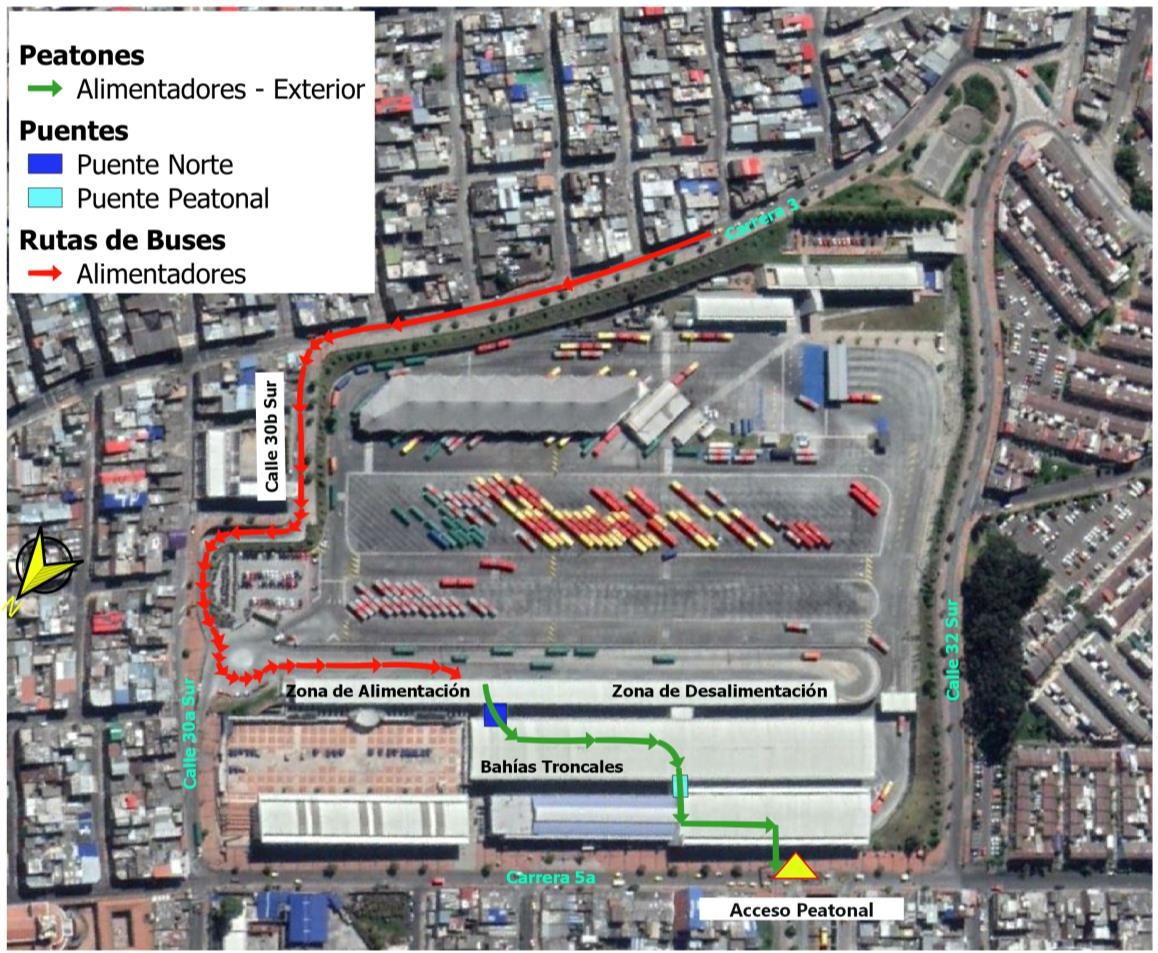 Peatones
Alimentadores - Exterior
Puentes
Puente Norte
Puente Peatonal
Rutas de Buses
Alimentadores
Carrera 3
Calle 30b Sur
N
Calle 32 Sur
Zona de Alimentación
Zona de Desalimentación
Calle 30a Sur
Bahías Troncales
Carrera 5a
Acceso Peatonal